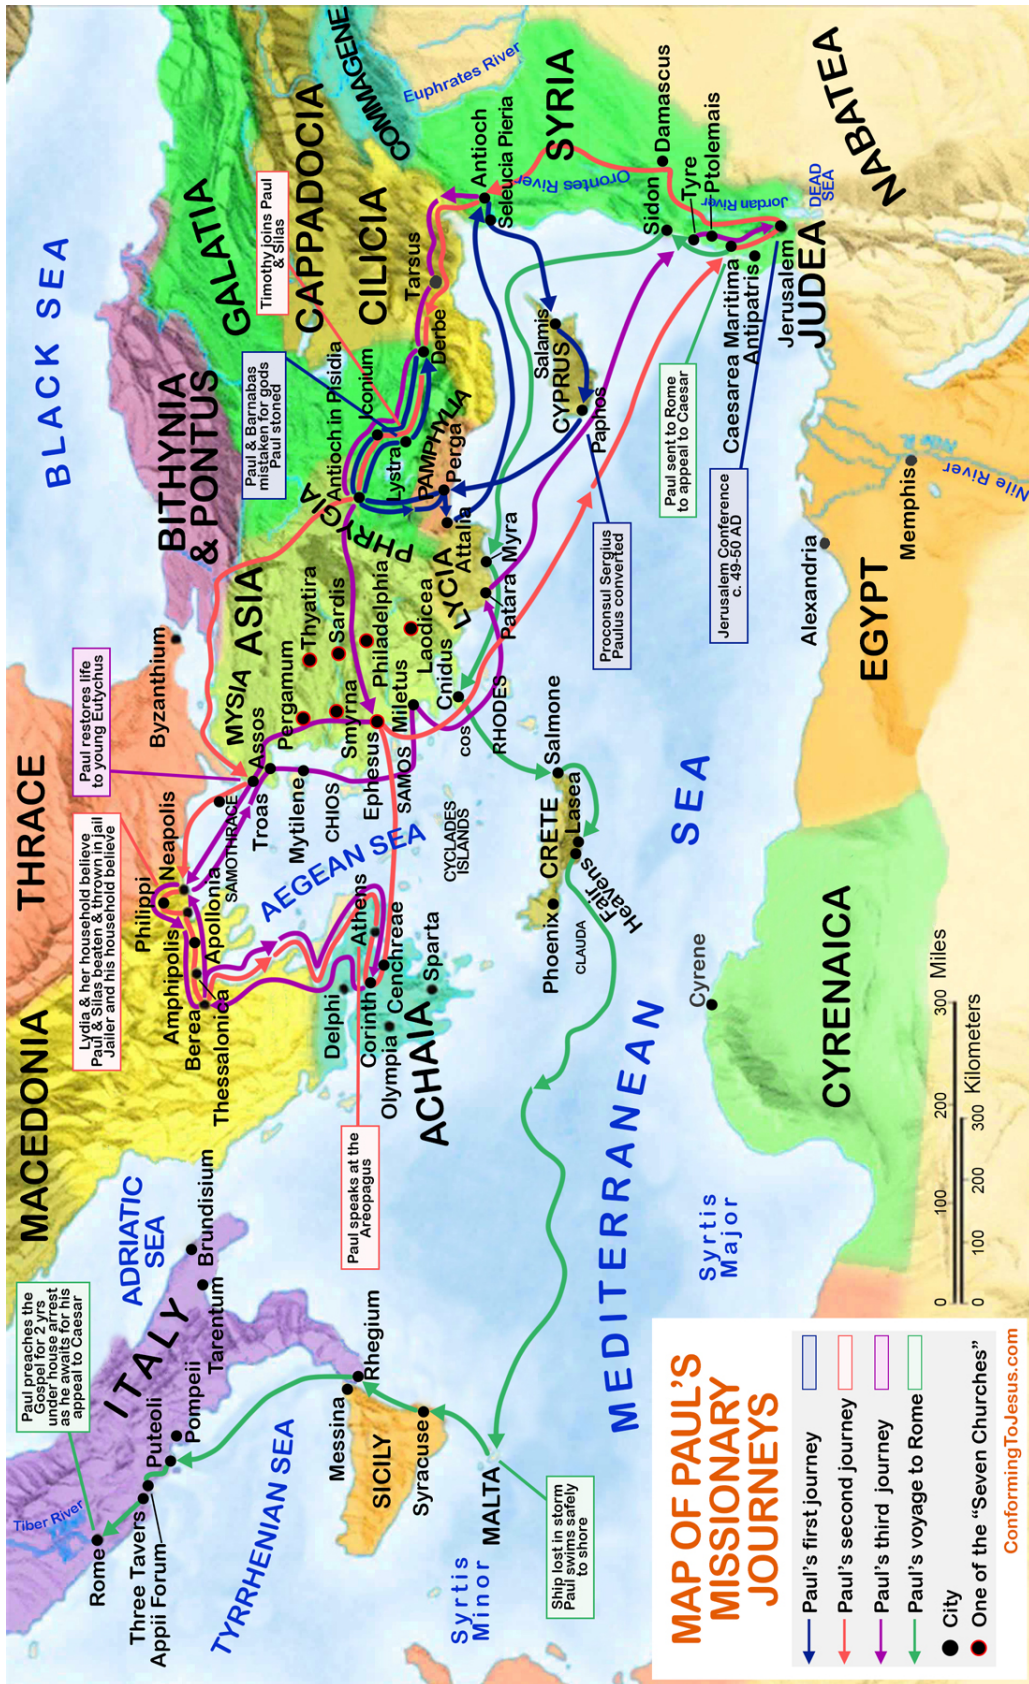 BLACK SEA
THRACE
MACEDONIA
BITHYNIA
& PONTUS
GALATIA
CAPPADOCIA
COMMAGENE
CILICIA
SYRIA
Euphrates River
Orontes River
Jordan River
DEAD
SEA
NABATEA
JUDEA
EGYPT
Nile R.
Nile River
CYRENAICA
ASIA
MYSIA
PHRYGIA
PHRYGIA
PAMPHYLIA
LYCIA
CYPRUS
CRETE
ACHAIA
ITALY
SICILY
MALTA
ADRIATIC
SEA
TYRRHENIAN SEA
AEGEAN SEA
MEDITERRANEAN
SEA
Syrtis
Minor
Syrtis
Major
Tiber River
Rome
Three Tavers
Appii Forum
Puteoli
Pompeii
Tarentum
Brundisium
Messina
Rhegium
Syracuse
Philippi
Neapolis
Amphipolis
Apollonia
Berea
Thessalonica
SAMOTHRACE
Byzanthium
Troas
Assos
Mytilene
CHIOS
Pergamum
Thyatira
Smyrna
Sardis
Philadelphia
Ephesus
Laodicea
SAMOS
Miletus
Cnidus
COS
RHODES
CYCLADES
ISLANDS
Delphi
Athens
Corinth
Cenchreae
Olympia
Sparta
Patara
Myra
Attalia
Perga
Antioch in Pisidia
Iconium
Lystra
Derbe
Tarsus
Antioch
Seleucia Pieria
Salamis
Paphos
Damascus
Sidon
Tyre
Ptolemais
Caesarea Maritima
Antipatris
Jerusalem
Alexandria
Memphis
Cyrene
Salmone
Lasea
Fair
Heavens
Phoenix
CLAUDA
Paul preaches the
Gospel for 2 yrs
under house arrest
as he awaits for his
appeal to Caesar
Lydia & her household believe
Paul & Silas beaten & thrown in jail
Jailer and his household believe
Paul restores life
to young Eutychus
Paul & Barnabas
mistaken for gods
Paul stoned
Timothy joins Paul
& Silas
Paul speaks at the
Areopagus
Proconsul Sergius
Paulus converted
Paul sent to Rome
to appeal to Caesar
Jerusalem Conference
c. 49-50 AD
Ship lost in storm
Paul swims safely
to shore
0 100 200 300 Miles
0 100 200 300 Kilometers
MAP OF PAUL'S
MISSIONARY
JOURNEYS
Paul's first journey
Paul's second journey
Paul's third journey
Paul's voyage to Rome
City
One of the "Seven Churches"
ConformingToJesus.com